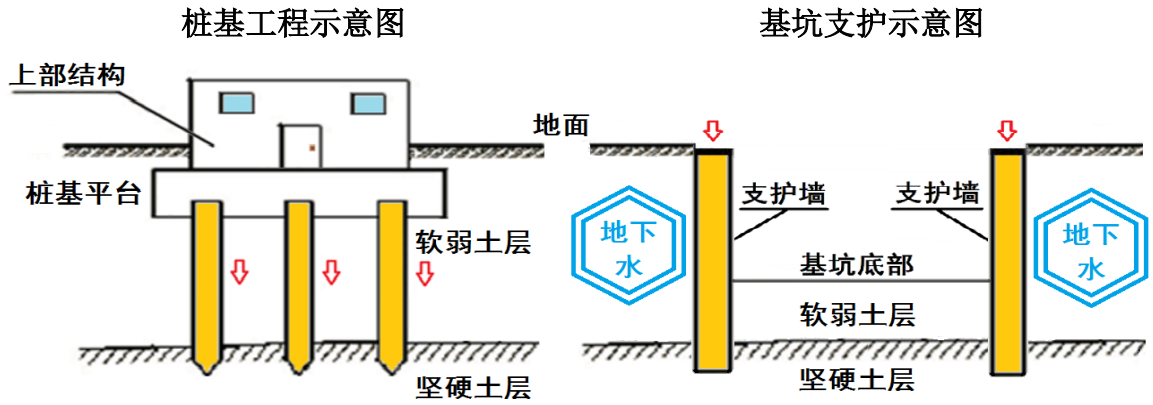 桩基工程示意图
上部结构
桩基平台
软弱土层
坚硬土层
基坑支护示意图
地面
支护墙
支护墙
地下
水
地下
水
基坑底部
软弱土层
坚硬土层